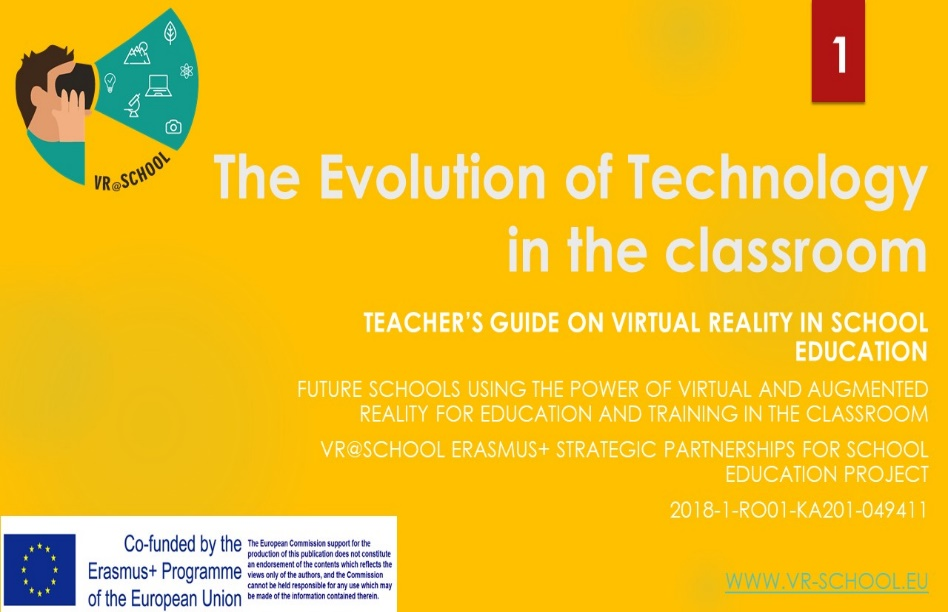 1
VR@SCHOOL
The Evolution of Technology
in the classroom
TEACHER'S GUIDE ON VIRTUAL REALITY IN SCHOOL
EDUCATION
FUTURE SCHOOLS USING THE POWER OF VIRTUAL AND AUGMENTED
REALITY FOR EDUCATION AND TRAINING IN THE CLASSROOM
VR@SCHOOL ERASMUS+ STRATEGIC PARTNERSHIPS FOR SCHOOL
EDUCATION PROJECT
2018-1-RO01-KA201-049411
Co-funded by the
Erasmus+ Programme
of the European Union
The European Commission support for the
production of this publication does not constitute
an endorsement of the contents which reflects the
views only of the authors, and the Commission
cannot be held responsible for any use which may
be made of the information contained therein.
WWW.VR-SCHOOL.EU